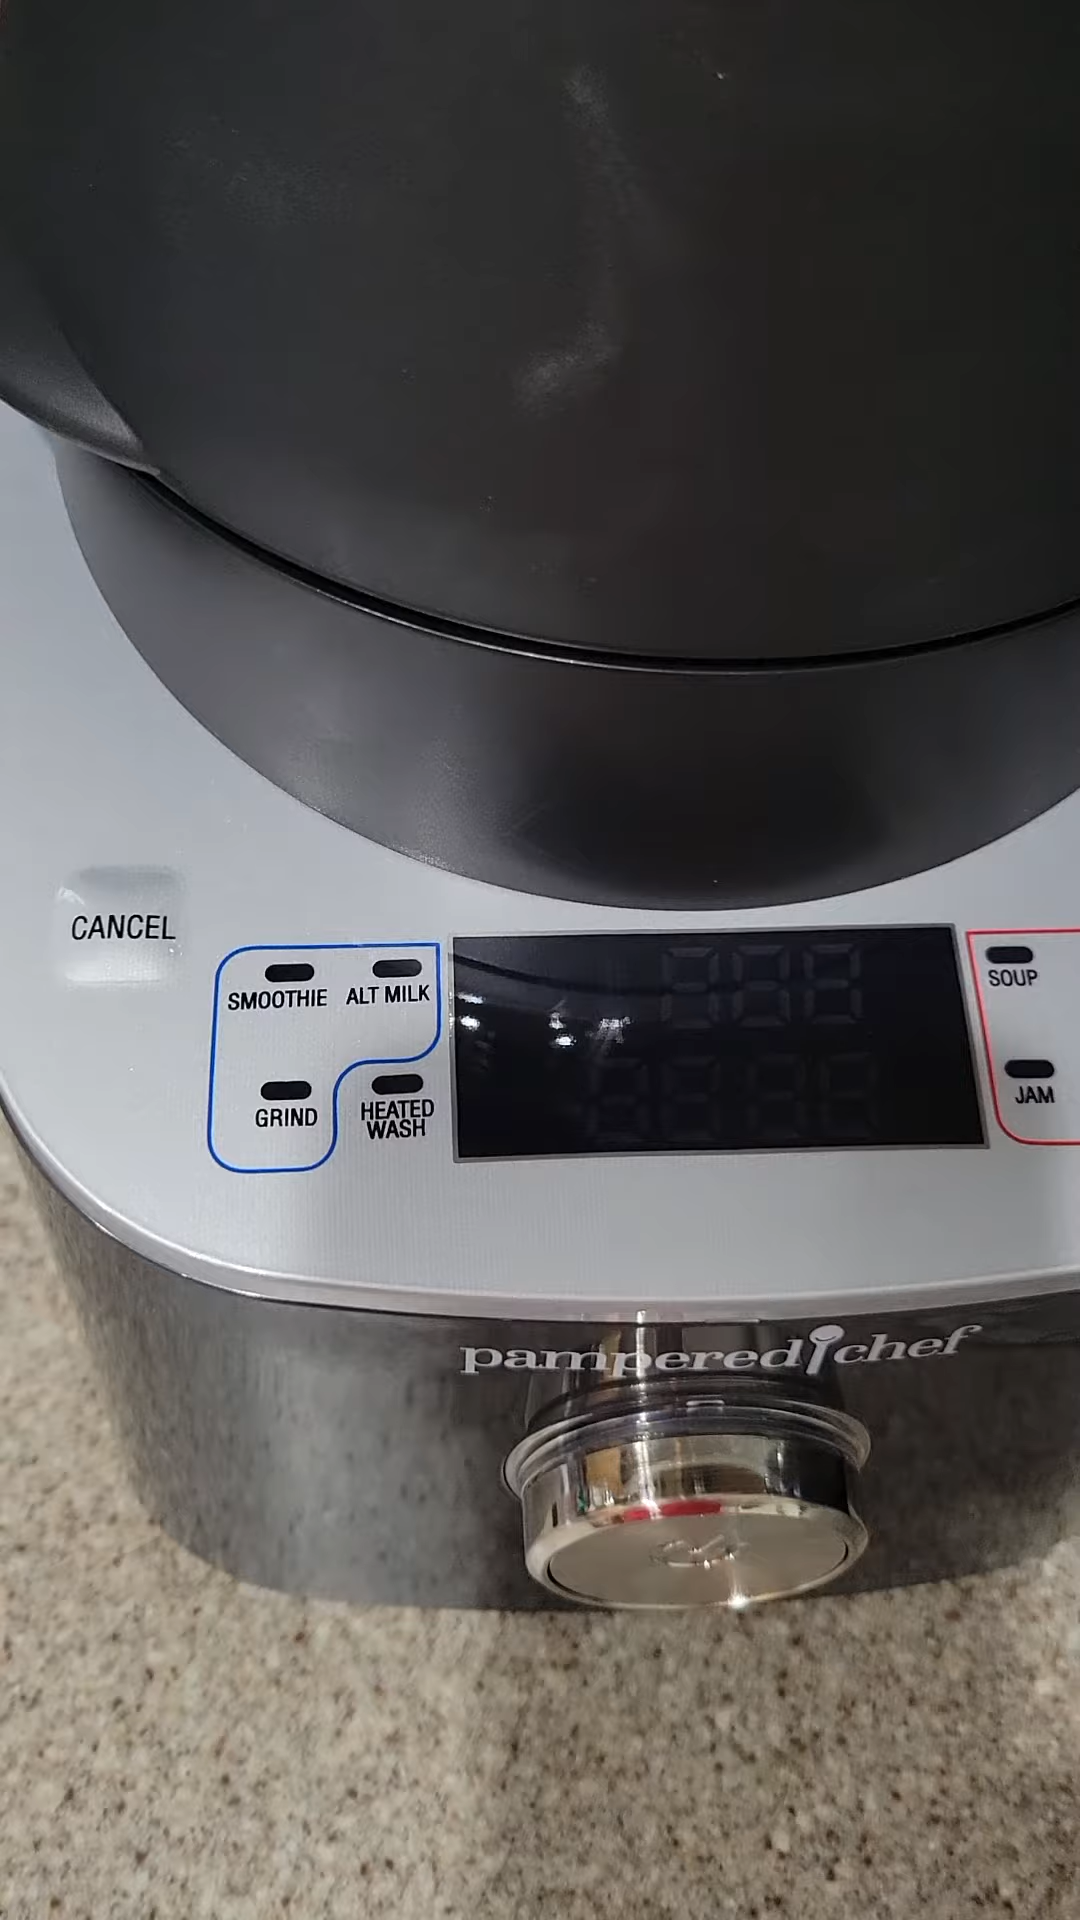 CANCEL
SMOOTHIE
ALT MILK
GRIND
HEATED
WASH
SOUP
JAM
pampered chef